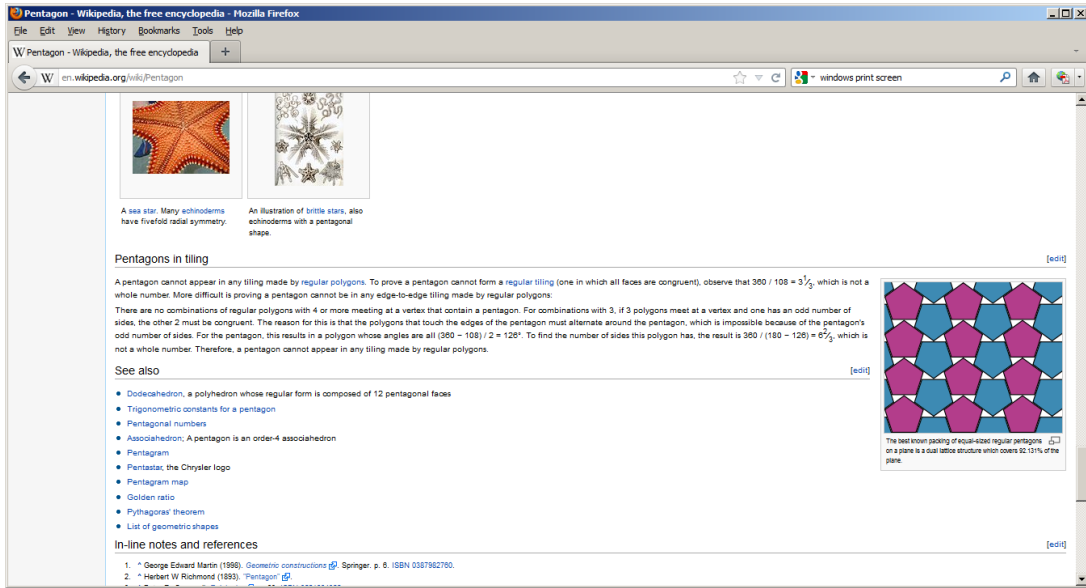 Pentagon - Wikipedia, the free encyclopedia - Mozilla Firefox
File Edit View History Bookmarks Tools Help
W Pentagon - Wikipedia, the free encyclopedia +
W en.wikipedia.org/wiki/Pentagon windows print screen
A sea star. Many echinoderms
have fivefold radial symmetry.
An illustration of brittle stars, also
echinoderms with a pentagonal
shape.
Pentagons in tiling [edit]
A pentagon cannot appear in any tiling made by regular polygons. To prove a pentagon cannot form a regular tiling (one in which all faces are congruent), observe that 360 / 108 = 3 1/3, which is not a
whole number. More difficult is proving a pentagon cannot be in any edge-to-edge tiling made by regular polygons:
There are no combinations of regular polygons with 4 or more meeting at a vertex that contain a pentagon. For combinations with 3, if 3 polygons meet at a vertex and one has an odd number of
sides, the other 2 must be congruent. The reason for this is that the polygons that touch the edges of the pentagon must alternate around the pentagon, which is impossible because of the pentagon's
odd number of sides. For the pentagon, this results in a polygon whose angles are all (360 − 108) / 2 = 126°. To find the number of sides this polygon has, the result is 360 / (180 − 126) = 6 2/3, which is
not a whole number. Therefore, a pentagon cannot appear in any tiling made by regular polygons.
The best known packing of equal-sized regular pentagons
on a plane is a dual lattice structure which covers 92.131% of the
plane.
See also [edit]
Dodecahedron, a polyhedron whose regular form is composed of 12 pentagonal faces
Trigonometric constants for a pentagon
Pentagonal numbers
Associahedron; A pentagon is an order-4 associahedron
Pentagram
Pentastar, the Chrysler logo
Pentagram map
Golden ratio
Pythagoras' theorem
List of geometric shapes
In-line notes and references [edit]
1. ^ George Edward Martin (1998). Geometric constructions. Springer. p. 6. ISBN 0387982760.
2. ^ Herbert W Richmond (1893). "Pentagon".